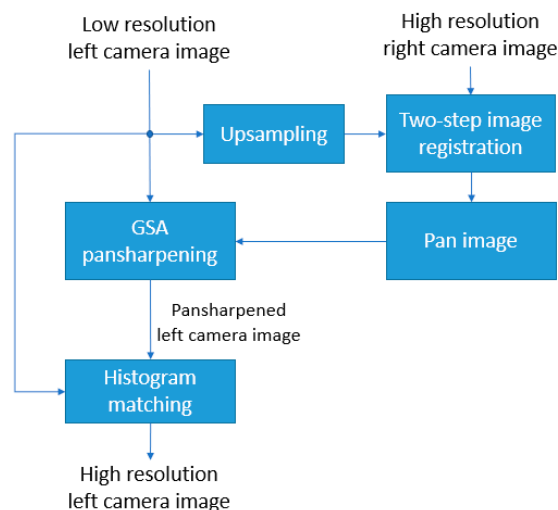 Low resolution
left camera image
High resolution
right camera image
Upsampling
Two-step image
registration
GSA
pansharpening
Pan image
Pansharpened
left camera image
Histogram
matching
High resolution
left camera image